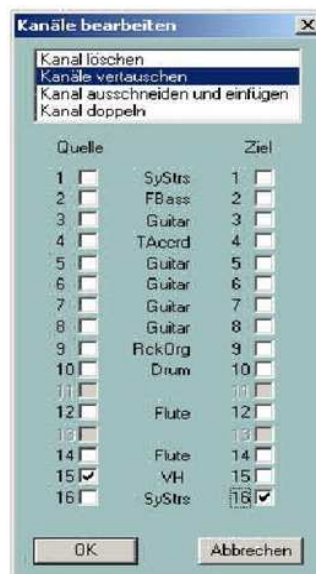 Kanäle bearbeiten
Kanal löschen
Kanäle vertauschen
Kanal ausschneiden und einfügen
Kanal doppeln
Quelle Ziel
1 SyStrs 1
2 FBass 2
3 Guitar 3
4 TAccrd 4
5 Guitar 5
6 Guitar 6
7 Guitar 7
8 Guitar 8
9 RckOrg 9
10 Drum 10
11 11
12 Flute 12
13 13
14 Flute 14
15 VH 15
16 SyStrs 16
OK Abbrechen